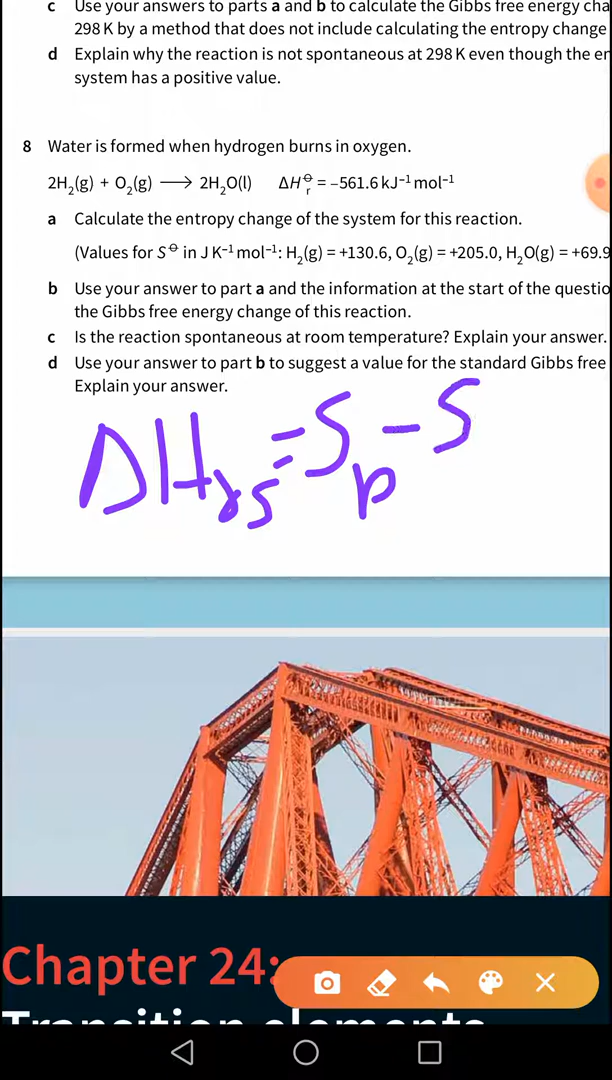 c Use your answers to parts a and b to calculate the Gibbs free energy cha
298 K by a method that does not include calculating the entropy change
d Explain why the reaction is not spontaneous at 298 K even though the en
system has a positive value.
8 Water is formed when hydrogen burns in oxygen.
2H₂(g) + O₂(g) ⟶ 2H₂O(l) ΔHᵣ⦵ = –561.6 kJ⁻¹ mol⁻¹
a Calculate the entropy change of the system for this reaction.
(Values for S⦵ in J K⁻¹ mol⁻¹: H₂(g) = +130.6, O₂(g) = +205.0, H₂O(g) = +69.9
b Use your answer to part a and the information at the start of the questio
the Gibbs free energy change of this reaction.
c Is the reaction spontaneous at room temperature? Explain your answer.
d Use your answer to part b to suggest a value for the standard Gibbs free
Explain your answer.
ΔH = S_p – S
Chapter 24:
Transition elements